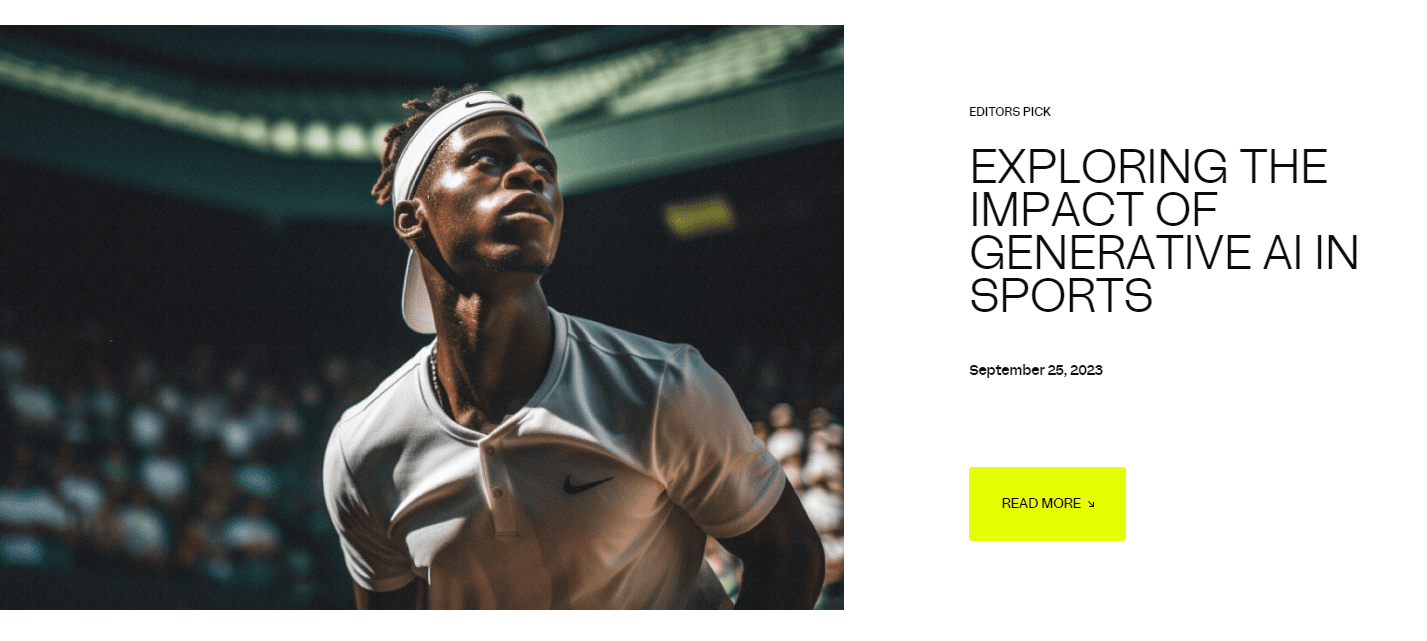 EDITORS PICK
EXPLORING THE
IMPACT OF
GENERATIVE AI IN
SPORTS
September 25, 2023
READ MORE ↘